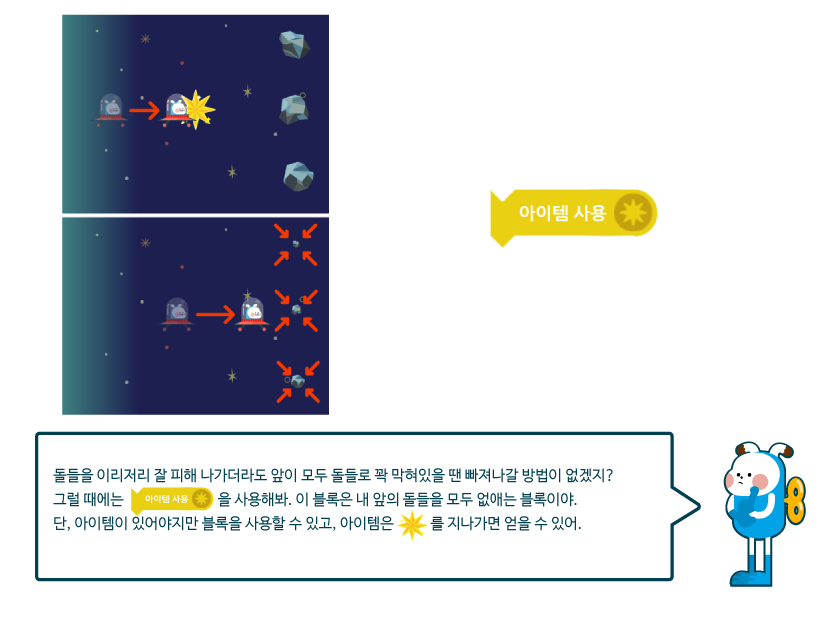 아이템 사용
돌들을 이리저리 잘 피해 나가더라도 앞이 모두 돌들로 꽉 막혀있을 땐 빠져나갈 방법이 없겠지?
그럴 때에는 아이템 사용 을 사용해봐. 이 블록은 내 앞의 돌들을 모두 없애는 블록이야.
단, 아이템이 있어야지만 블록을 사용할 수 있고, 아이템은 를 지나가면 얻을 수 있어.